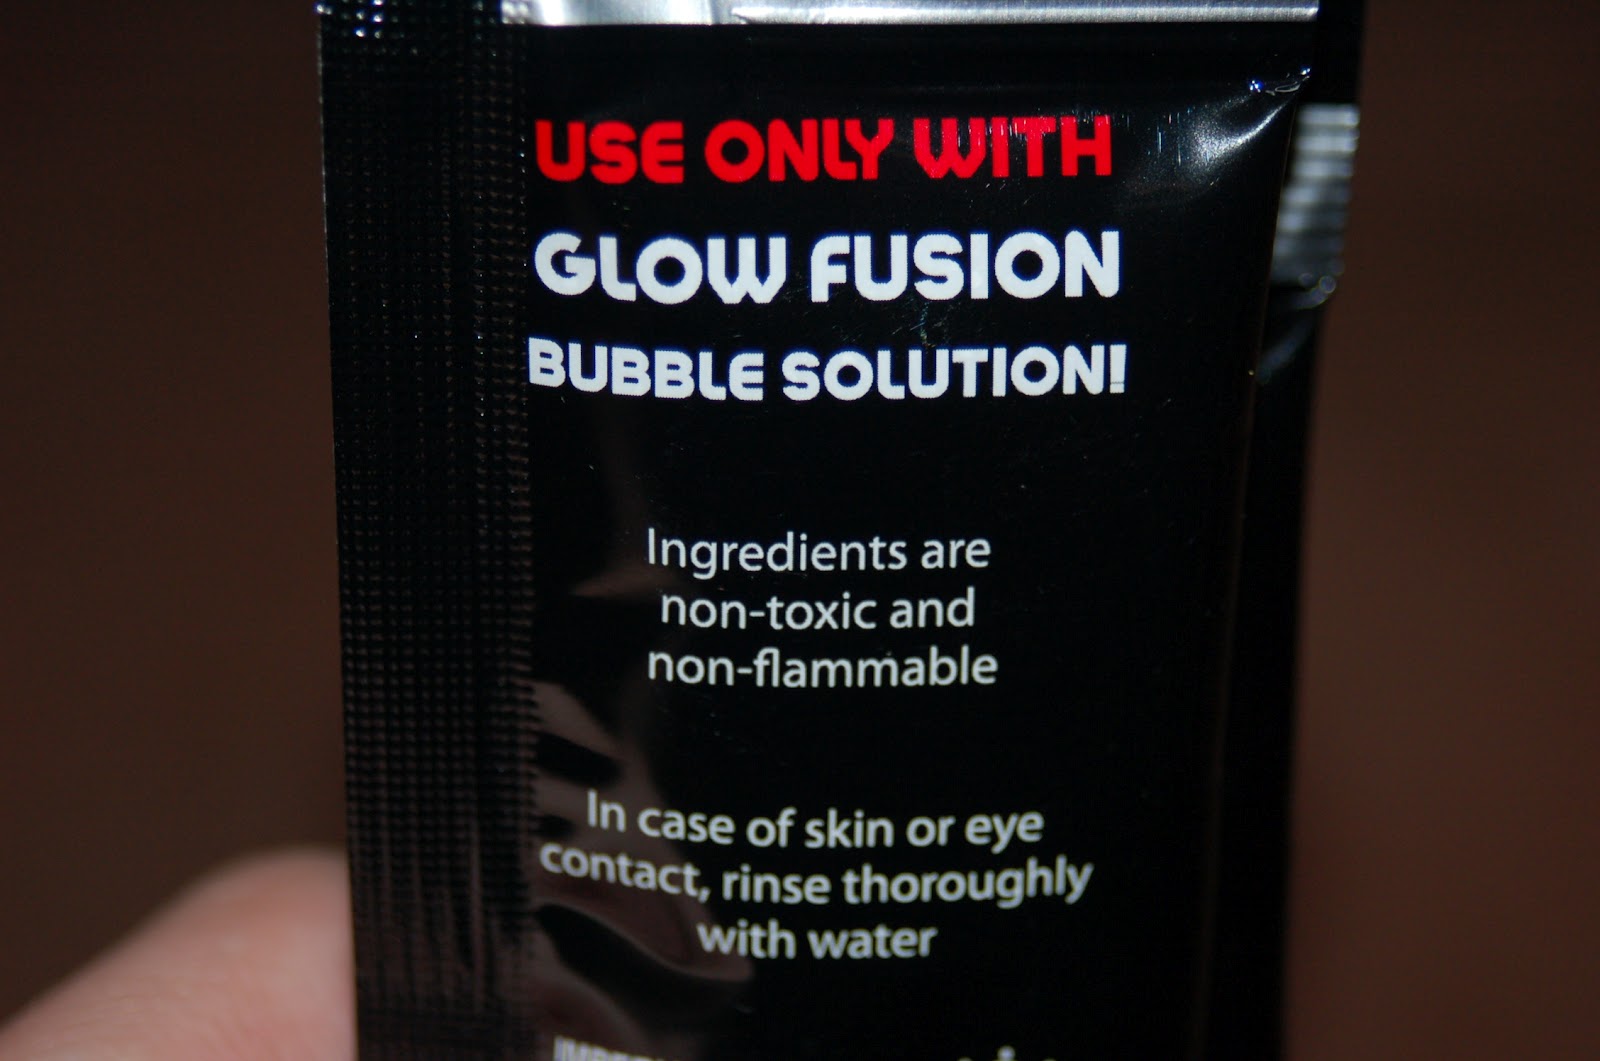 USE ONLY WITH
GLOW FUSION
BUBBLE SOLUTION!
Ingredients are
non-toxic and
non-flammable
In case of skin or eye
contact, rinse thoroughly
with water